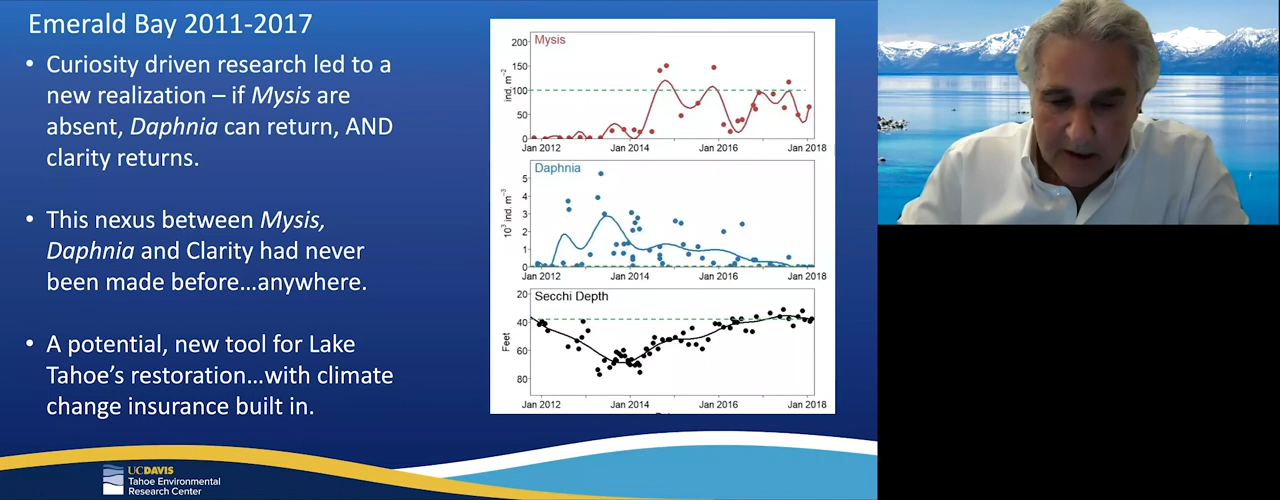 Emerald Bay 2011-2017
• Curiosity driven research led to a
new realization – if Mysis are
absent, Daphnia can return, AND
clarity returns.
• This nexus between Mysis,
Daphnia and Clarity had never
been made before…anywhere.
• A potential, new tool for Lake
Tahoe's restoration…with climate
change insurance built in.
Mysis
200
150
100
50
0
ind. m⁻²
Jan 2012 Jan 2014 Jan 2016 Jan 2018
Daphnia
5
4
3
2
1
0
10³ ind. m⁻³
Jan 2012 Jan 2014 Jan 2016 Jan 2018
Secchi Depth
20
40
60
80
Feet
Jan 2012 Jan 2014 Jan 2016 Jan 2018
UCDAVIS
Tahoe Environmental
Research Center